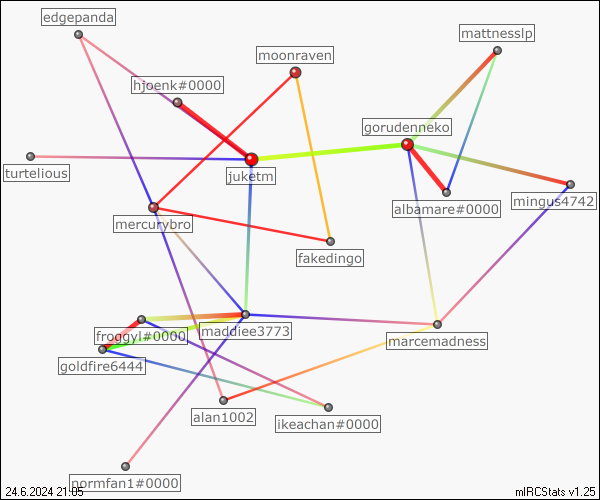 edgepanda
mattnesslp
moonraven
hjoenk#0000
gorudenneko
turtelious
juketm
albamare#0000
mingus4742
mercurybro
fakedingo
froggyl#0000
maddiee3773
marcemadness
goldfire6444
alan1002
ikeachan#0000
normfan1#0000
24.6.2024 21:05
mIRCStats v1.25